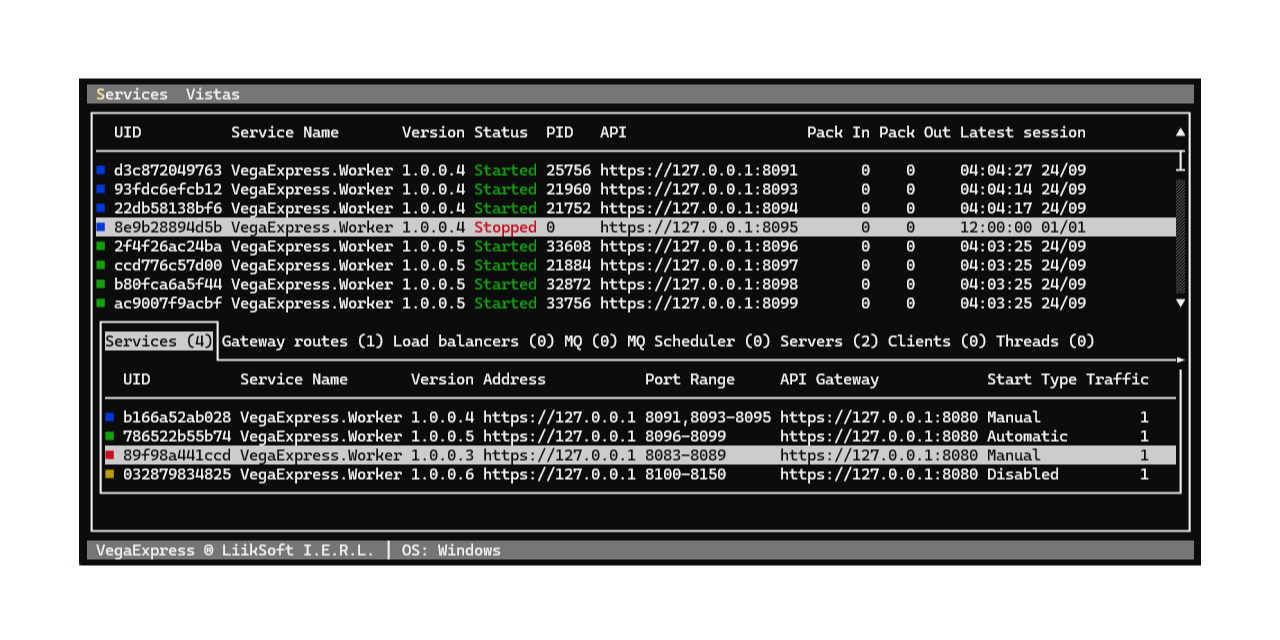 Services Vistas
UID Service Name Version Status PID API Pack In Pack Out Latest session
d3c872049763 VegaExpress.Worker 1.0.0.4 Started 25756 https://127.0.0.1:8091 0 0 04:04:27 24/09
93fdc6efcb12 VegaExpress.Worker 1.0.0.4 Started 21960 https://127.0.0.1:8093 0 0 04:04:14 24/09
22db58138bf6 VegaExpress.Worker 1.0.0.4 Started 21752 https://127.0.0.1:8094 0 0 04:04:17 24/09
8e9b28894d5b VegaExpress.Worker 1.0.0.4 Stopped 0 https://127.0.0.1:8095 0 0 12:00:00 01/01
2f4f26ac24ba VegaExpress.Worker 1.0.0.5 Started 33608 https://127.0.0.1:8096 0 0 04:03:25 24/09
ccd776c57d00 VegaExpress.Worker 1.0.0.5 Started 21884 https://127.0.0.1:8097 0 0 04:03:25 24/09
b80fca6a5f44 VegaExpress.Worker 1.0.0.5 Started 32872 https://127.0.0.1:8098 0 0 04:03:25 24/09
ac9007f9acbf VegaExpress.Worker 1.0.0.5 Started 33756 https://127.0.0.1:8099 0 0 04:03:25 24/09
Services (4) Gateway routes (1) Load balancers (0) MQ (0) MQ Scheduler (0) Servers (2) Clients (0) Threads (0)
UID Service Name Version Address Port Range API Gateway Start Type Traffic
b166a52ab028 VegaExpress.Worker 1.0.0.4 https://127.0.0.1 8091,8093-8095 https://127.0.0.1:8080 Manual 1
786522b55b74 VegaExpress.Worker 1.0.0.5 https://127.0.0.1 8096-8099 https://127.0.0.1:8080 Automatic 1
89f98a441ccd VegaExpress.Worker 1.0.0.3 https://127.0.0.1 8083-8089 https://127.0.0.1:8080 Manual 1
032879834825 VegaExpress.Worker 1.0.0.6 https://127.0.0.1 8100-8150 https://127.0.0.1:8080 Disabled 1
VegaExpress ® LiikSoft I.E.R.L. │ OS: Windows